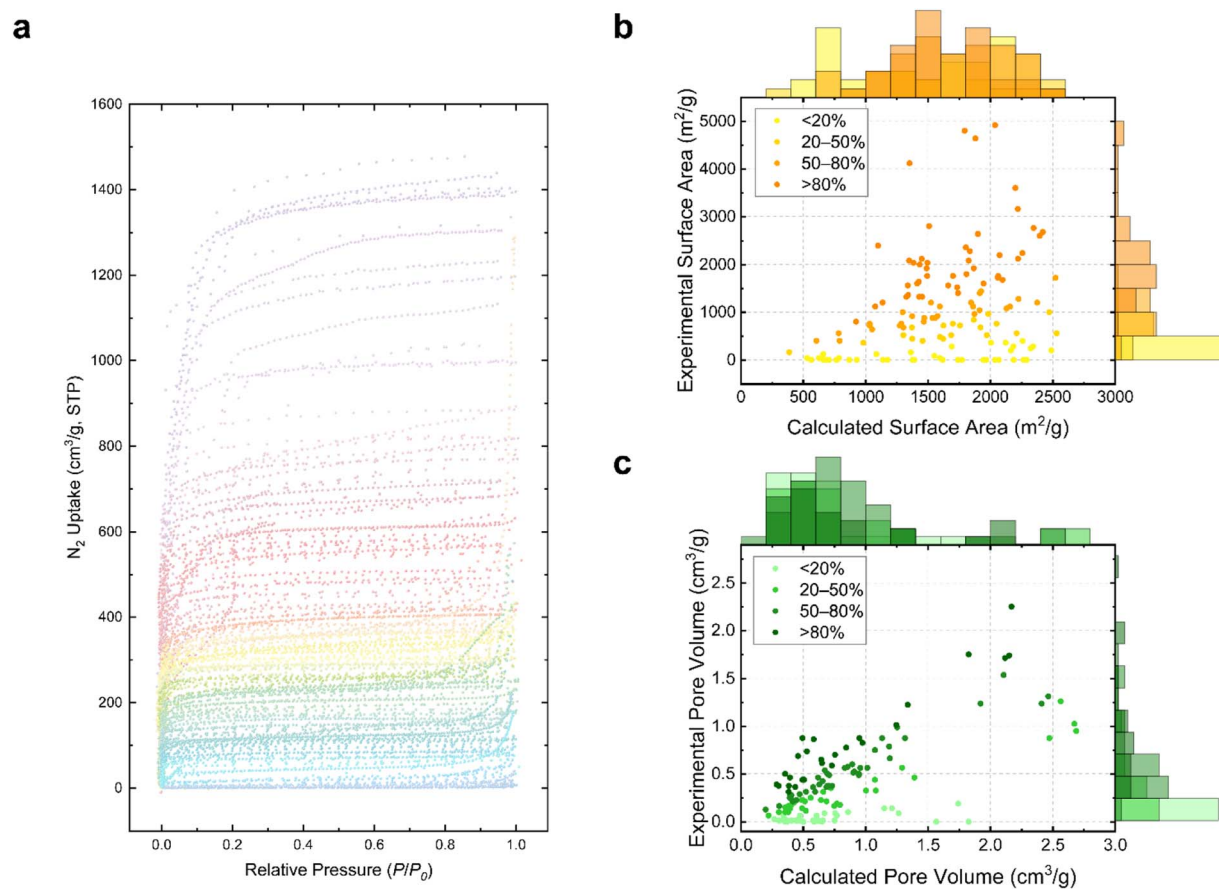 a
1600
1400
1200
1000
800
600
400
200
0
N₂ Uptake (cm³/g, STP)
0.0 0.2 0.4 0.6 0.8 1.0
Relative Pressure (P/P₀)
b
<20%
20–50%
50–80%
>80%
5000
4000
3000
2000
1000
0
Experimental Surface Area (m²/g)
0 500 1000 1500 2000 2500 3000
Calculated Surface Area (m²/g)
c
<20%
20–50%
50–80%
>80%
2.5
2.0
1.5
1.0
0.5
0.0
Experimental Pore Volume (cm³/g)
0.0 0.5 1.0 1.5 2.0 2.5 3.0
Calculated Pore Volume (cm³/g)